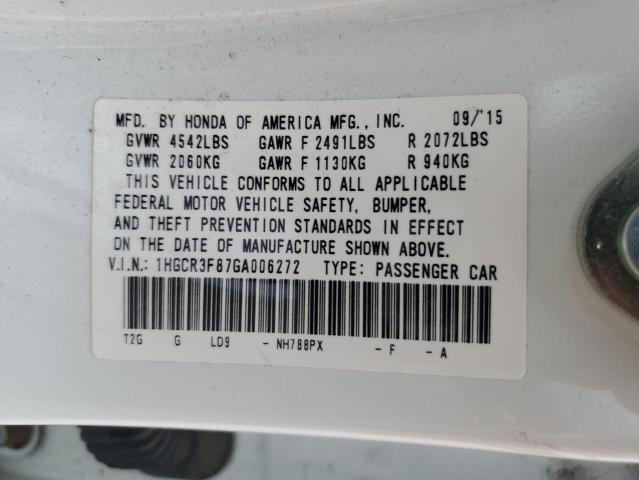 MFD. BY HONDA OF AMERICA MFG., INC. 09/'15
GVWR 4542LBS GAWR F 2491LBS R 2072LBS
GVWR 2060KG GAWR F 1130KG R 940KG
THIS VEHICLE CONFORMS TO ALL APPLICABLE
FEDERAL MOTOR VEHICLE SAFETY, BUMPER,
AND THEFT PREVENTION STANDARDS IN EFFECT
ON THE DATE OF MANUFACTURE SHOWN ABOVE.
V.I.N.: 1HGCR3F87GA006272 TYPE: PASSENGER CAR
T2G G LD9 - NH788PX - F - A